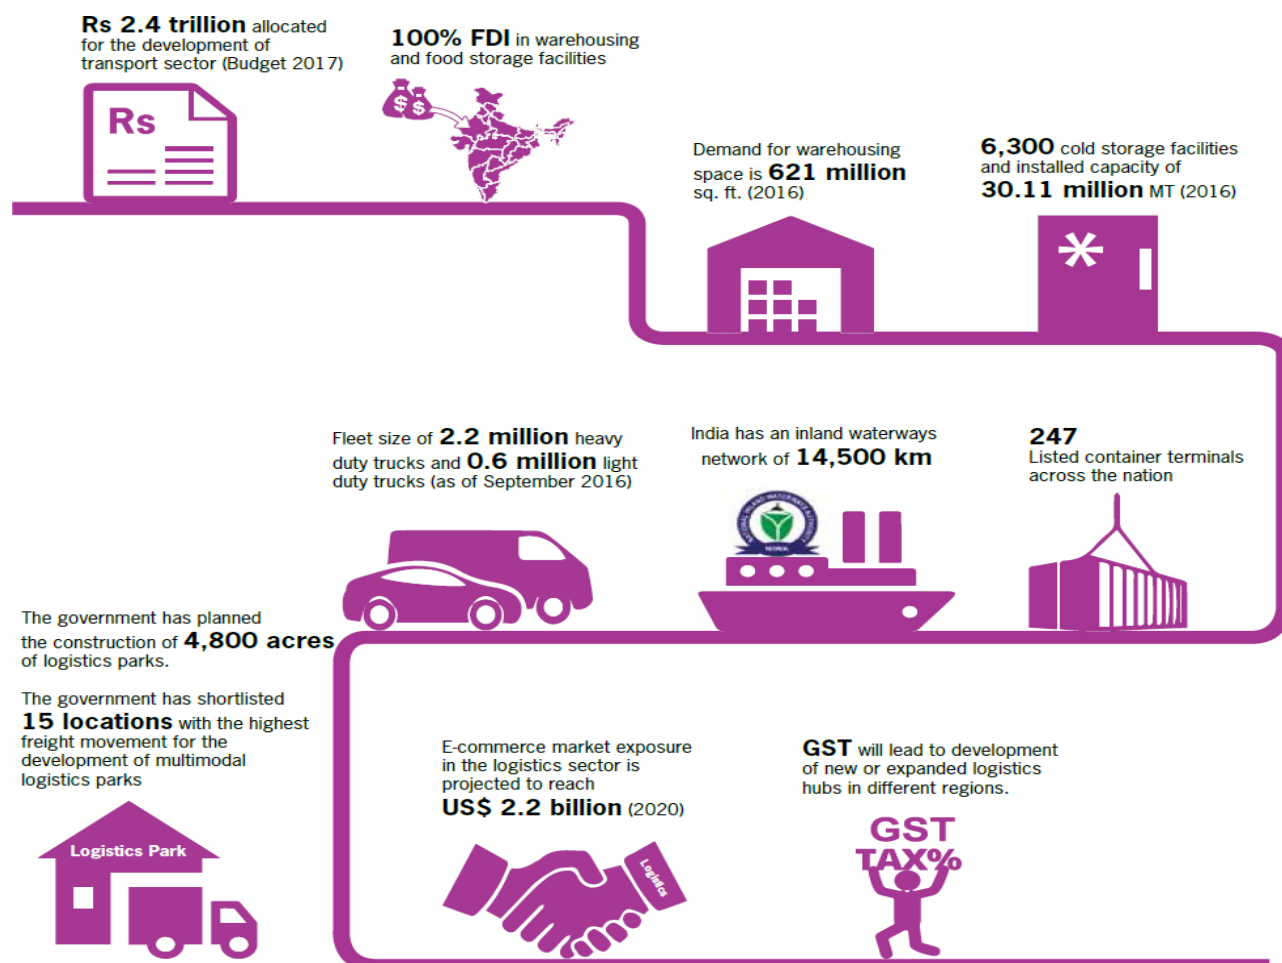 Rs 2.4 trillion allocated
for the development of
transport sector (Budget 2017)
Rs
100% FDI in warehousing
and food storage facilities
$ $
Demand for warehousing
space is 621 million
sq. ft. (2016)
6,300 cold storage facilities
and installed capacity of
30.11 million MT (2016)
*
Fleet size of 2.2 million heavy
duty trucks and 0.6 million light
duty trucks (as of September 2016)
India has an inland waterways
network of 14,500 km
247
Listed container terminals
across the nation
The government has planned
the construction of 4,800 acres
of logistics parks.
The government has shortlisted
15 locations with the highest
freight movement for the
development of multimodal
logistics parks
Logistics Park
E-commerce market exposure
in the logistics sector is
projected to reach
US$ 2.2 billion (2020)
Logistics
GST will lead to development
of new or expanded logistics
hubs in different regions.
GST
TAX%